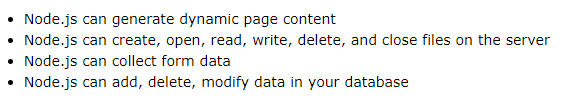 • Node.js can generate dynamic page content
• Node.js can create, open, read, write, delete, and close files on the server
• Node.js can collect form data
• Node.js can add, delete, modify data in your database